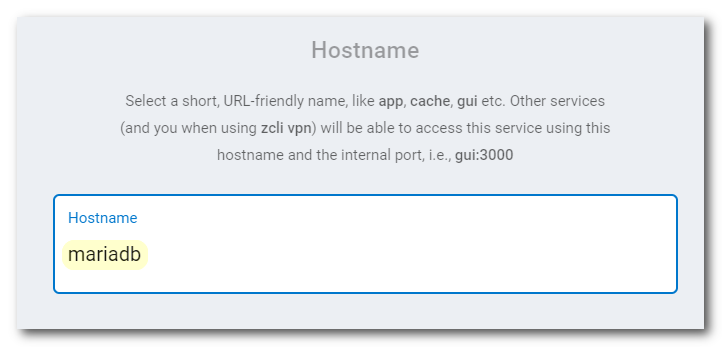 Hostname
Select a short, URL-friendly name, like app, cache, gui etc. Other services
(and you when using zcli vpn) will be able to access this service using this
hostname and the internal port, i.e., gui:3000
Hostname
mariadb